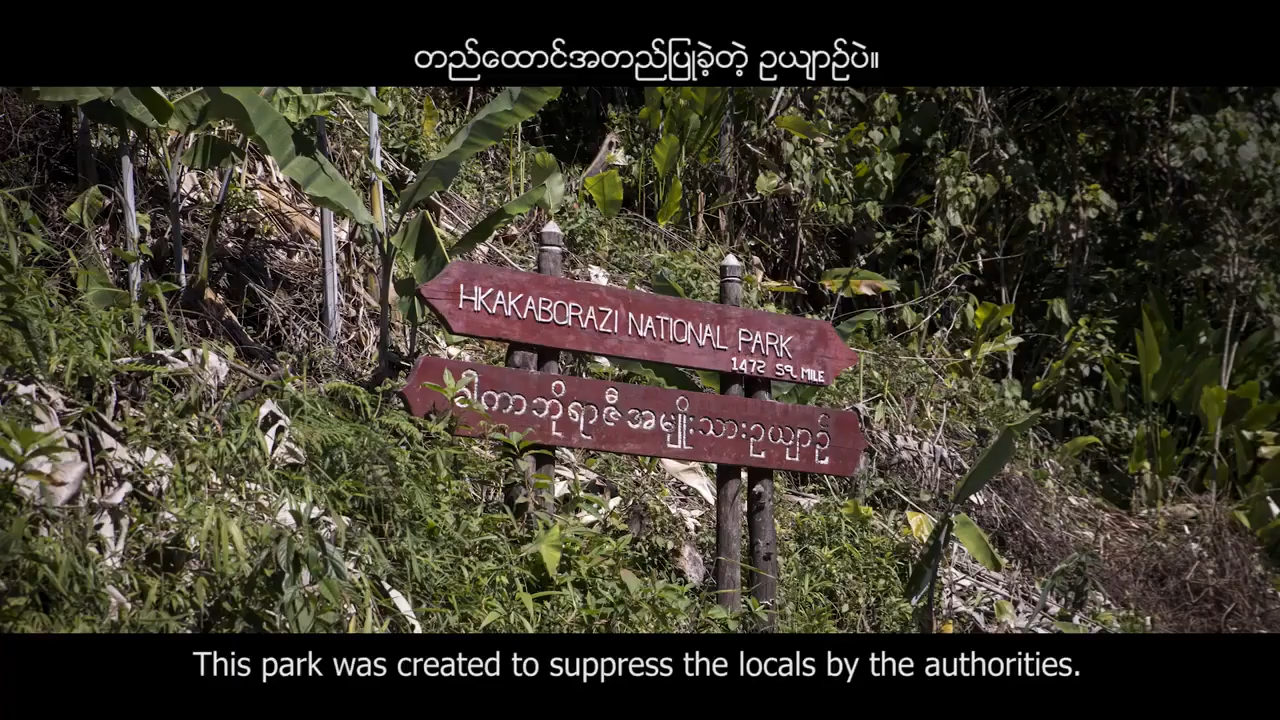 တည်ထောင်အတည်ပြုခဲ့တဲ့ ဥယျာဉ်ပဲ။
HKAKABORAZI NATIONAL PARK
1472 Sq MILE
ခါကာဘိုရာဇီအမျိုးသားဥယျာဉ်
This park was created to suppress the locals by the authorities.